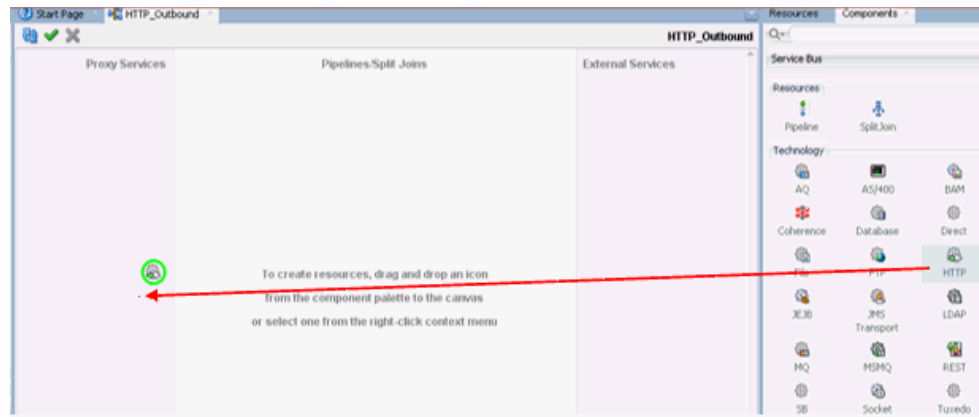 Start Page
HTTP_Outbound
HTTP_Outbound
Proxy Services
Pipelines/Split Joins
External Services
To create resources, drag and drop an icon
from the component palette to the canvas
or select one from the right-click context menu
Resources
Components
Service Bus
Resources
Pipeline
SplitJoin
Technology
AQ
AS/400
BAM
Coherence
Database
Direct
File
FTP
HTTP
JEJB
JMS Transport
LDAP
MQ
MSMQ
REST
SB
Socket
Tuxedo